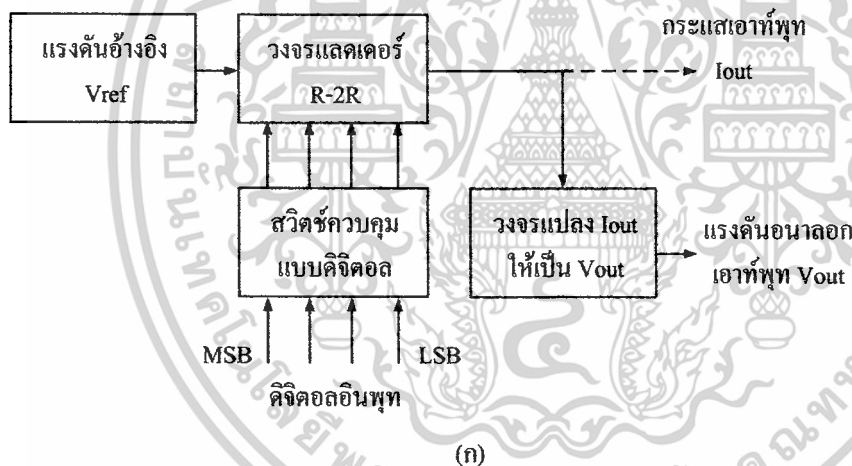 แรงดันอ้างอิง
Vref
วงจรแลดเดอร์
R-2R
กระแสเอาท์พุท
Iout
สวิตช์ควบคุม
แบบดิจิตอล
วงจรแปลง Iout
ให้เป็น Vout
แรงดันอนาลอก
เอาท์พุท Vout
MSB
LSB
ดิจิตอลอินพุท
(ก)